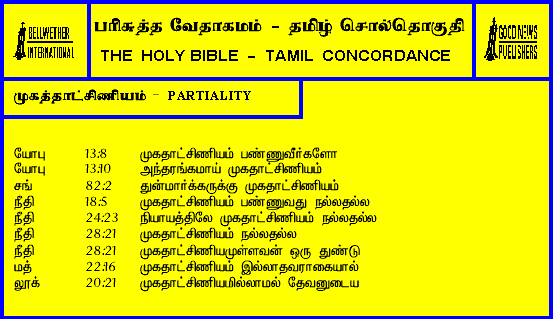 BELLWETHER
INTERNATIONAL
பரிசுத்த வேதாகமம் - தமிழ் சொல்தொகுதி
THE HOLY BIBLE - TAMIL CONCORDANCE
GOOD NEWS
PUBLISHERS
முகத்தாட்சிணியம் - PARTIALITY
யோபு 13:8 முகதாட்சிணியம் பண்ணுவீர்களோ
யோபு 13:10 அந்தரங்கமாய் முகதாட்சிணியம்
சங் 82:2 துன்மார்க்கருக்கு முகதாட்சிணியம்
நீதி 18:5 முகதாட்சிணியம் பண்ணுவது நல்லதல்ல
நீதி 24:23 நியாயத்திலே முகதாட்சிணியம் நல்லதல்ல
நீதி 28:21 முகதாட்சிணியம் நல்லதல்ல
நீதி 28:21 முகதாட்சிணியமுள்ளவன் ஒரு துண்டு
மத் 22:16 முகதாட்சிணியம் இல்லாதவராகையால்
லூக் 20:21 முகதாட்சிணியமில்லாமல் தேவனுடைய